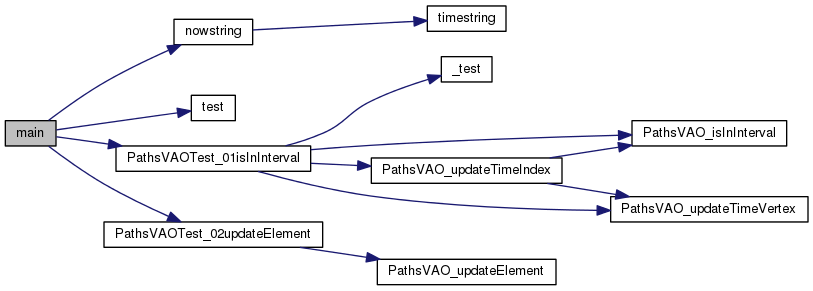 main
nowstring
timestring
test
_test
PathsVAOTest_01isInInterval
PathsVAO_isInInterval
PathsVAO_updateTimeIndex
PathsVAO_updateTimeVertex
PathsVAOTest_02updateElement
PathsVAO_updateElement